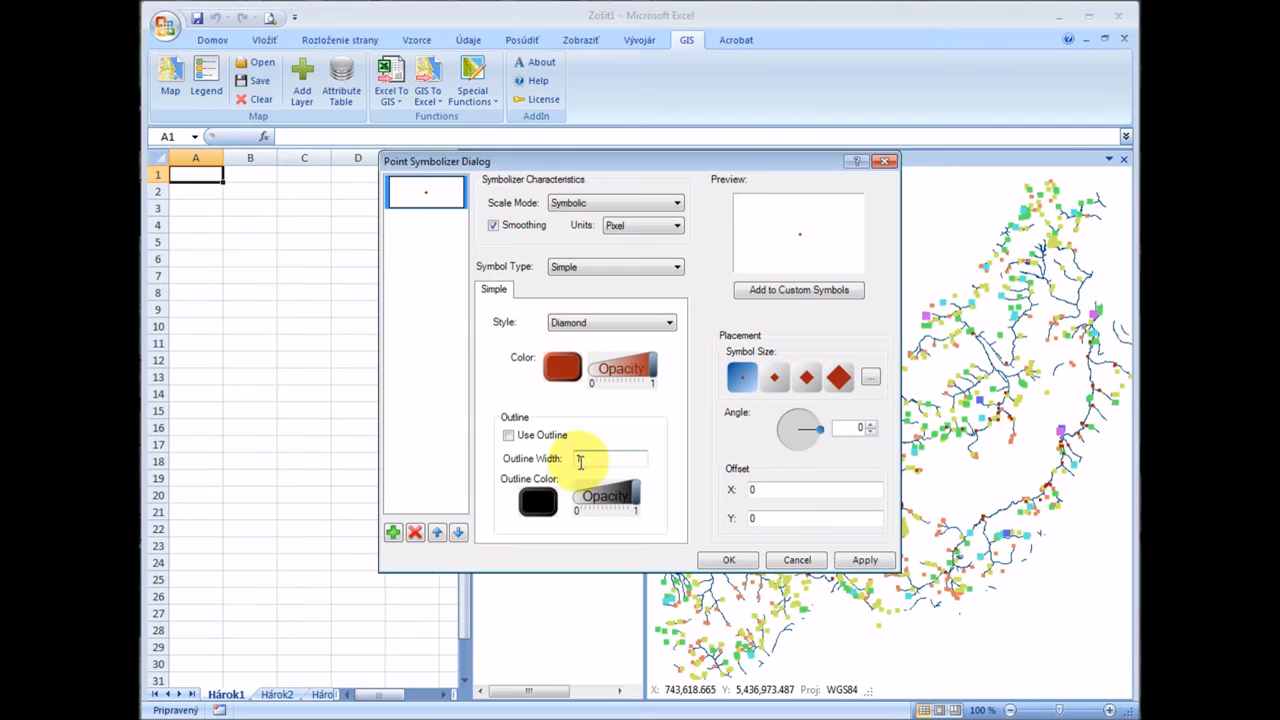 Zošit1 - Microsoft Excel
Domov Vložiť Rozloženie strany Vzorce Údaje Posúdiť Zobraziť Vývojár GIS Acrobat
Map Legend Open Save Clear Add Layer Attribute Table Excel To GIS GIS To Excel Special Functions About Help License
Map Functions AddIn
A1 fx
A B C D
1
2
3
4
5
6
7
8
9
10
11
12
13
14
15
16
17
18
19
20
21
22
23
24
25
26
27
28
29
30
31
Point Symbolizer Dialog ?
Symbolizer Characteristics
Scale Mode: Symbolic
Smoothing Units: Pixel
Symbol Type: Simple
Simple
Style: Diamond
Color: Opacity
0 1
Outline
Use Outline
Outline Width:
Outline Color: Opacity
0 1
Preview:
Add to Custom Symbols
Placement
Symbol Size:
...
Angle: 0
Offset
X: 0
Y: 0
OK Cancel Apply
X: 743,618.665 Y: 5,436,973.487 Proj: WGS84
Hárok1 Hárok2 Háro
Pripravený 100 %